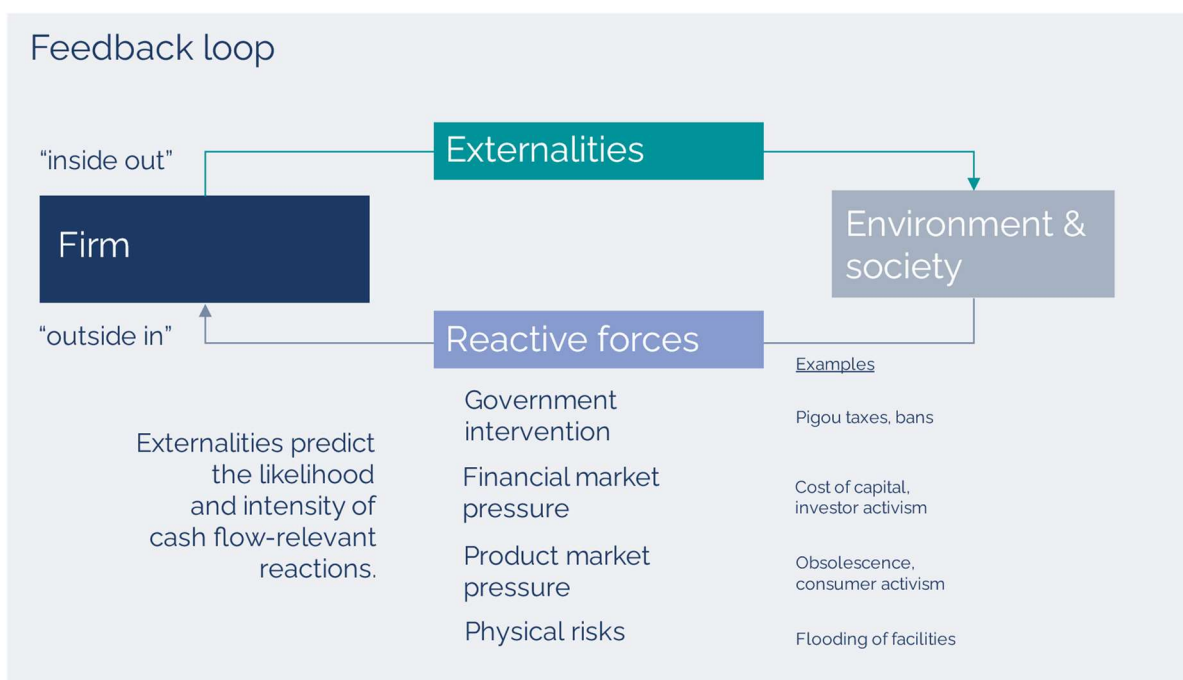 Feedback loop
“inside out”
Externalities
Firm
Environment &
society
“outside in”
Reactive forces
Examples
Government
intervention
Pigou taxes, bans
Externalities predict
the likelihood
and intensity of
cash flow-relevant
reactions.
Financial market
pressure
Cost of capital,
investor activism
Product market
pressure
Obsolescence,
consumer activism
Physical risks
Flooding of facilities